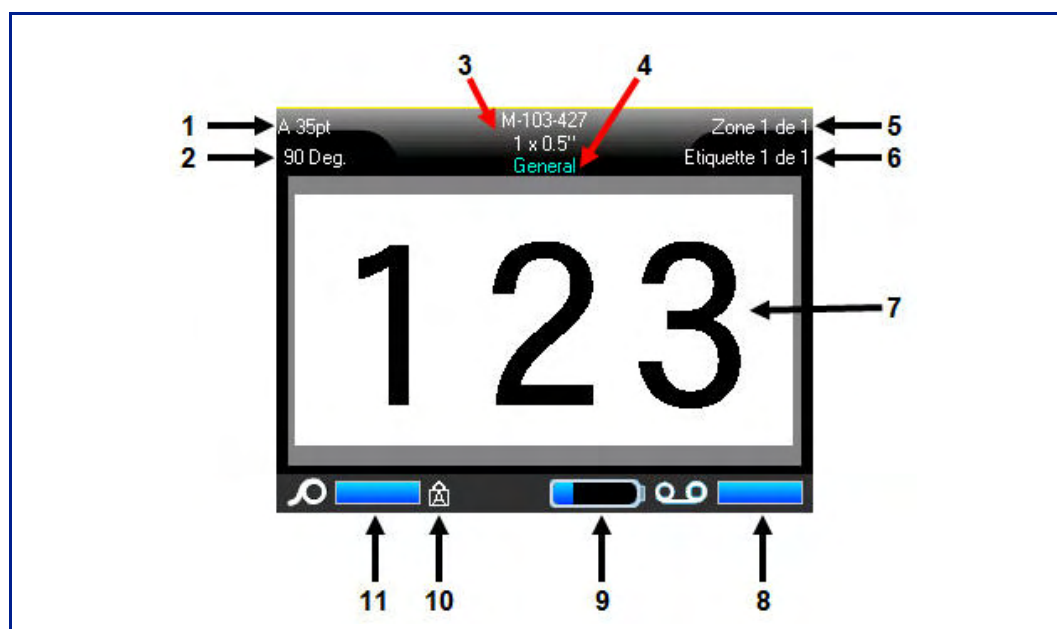 3 4
1 A 35pt M-103-427 Zone 1 de 1 5
1 x 0.5"
2 90 Deg. General Etiquette 1 de 1 6
123 7
A
11 10 9 8